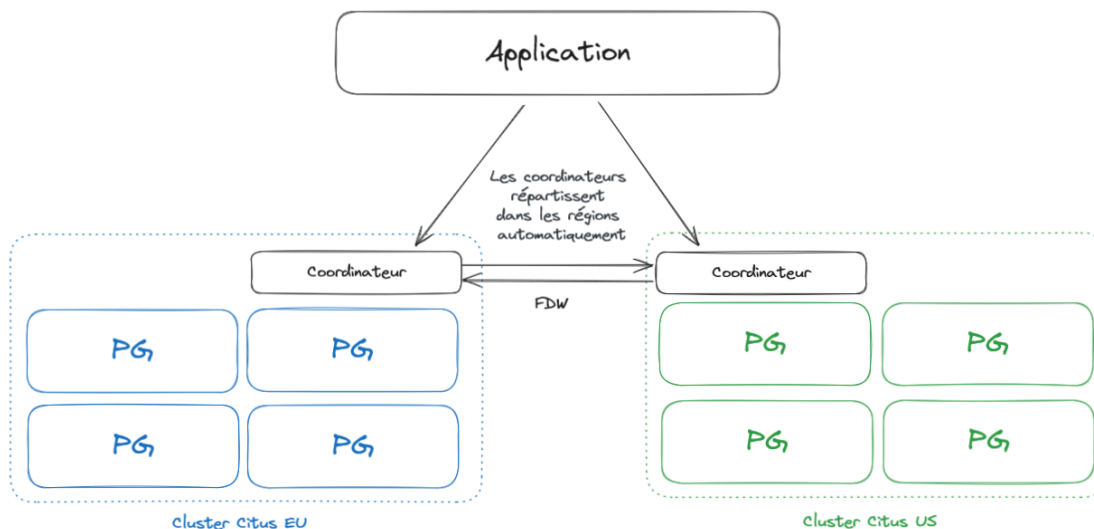 Application
Les coordinateurs
répartissent
dans les régions
automatiquement
Coordinateur
Coordinateur
FDW
PG
PG
PG
PG
PG
PG
PG
PG
Cluster Citus EU
Cluster Citus US